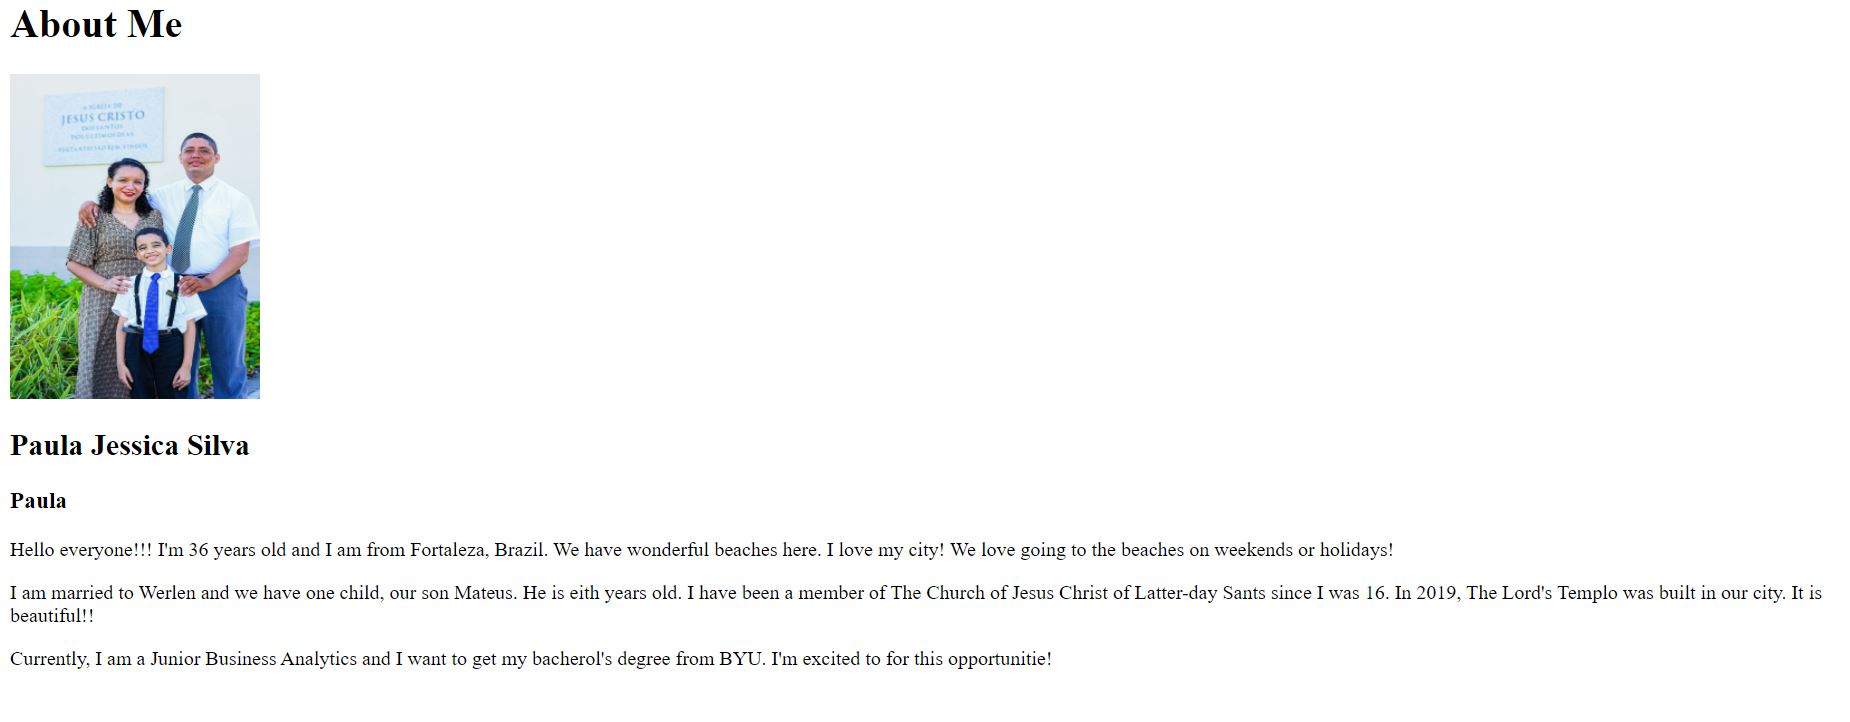 About Me
A IGREJA DE
JESUS CRISTO
DOS SANTOS
DOS ÚLTIMOS DIAS
VISITANTES SÃO BEM-VINDOS
Paula Jessica Silva
Paula
Hello everyone!!! I'm 36 years old and I am from Fortaleza, Brazil. We have wonderful beaches here. I love my city! We love going to the beaches on weekends or holidays!
I am married to Werlen and we have one child, our son Mateus. He is eith years old. I have been a member of The Church of Jesus Christ of Latter-day Sants since I was 16. In 2019, The Lord's Templo was built in our city. It is
beautiful!!
Currently, I am a Junior Business Analytics and I want to get my bacherol's degree from BYU. I'm excited to for this opportunitie!